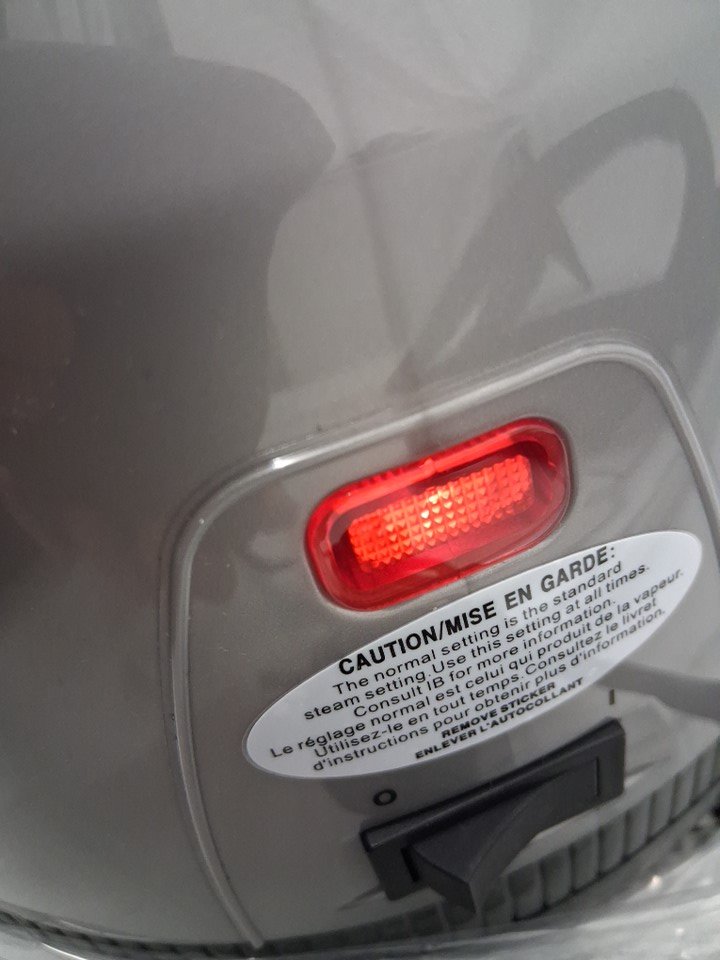 CAUTION/MISE EN GARDE:
The normal setting is the standard
steam setting. Use this setting at all times.
Consult IB for more information.
Le réglage normal est celui qui produit de la vapeur.
Utilisez-le en tout temps. Consultez le livret
d'instructions pour obtenir plus d'information.
REMOVE STICKER
ENLEVER L'AUTOCOLLANT
O
I